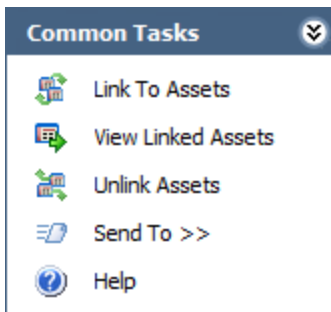 Common Tasks
Link To Assets
View Linked Assets
Unlink Assets
Send To >>
Help